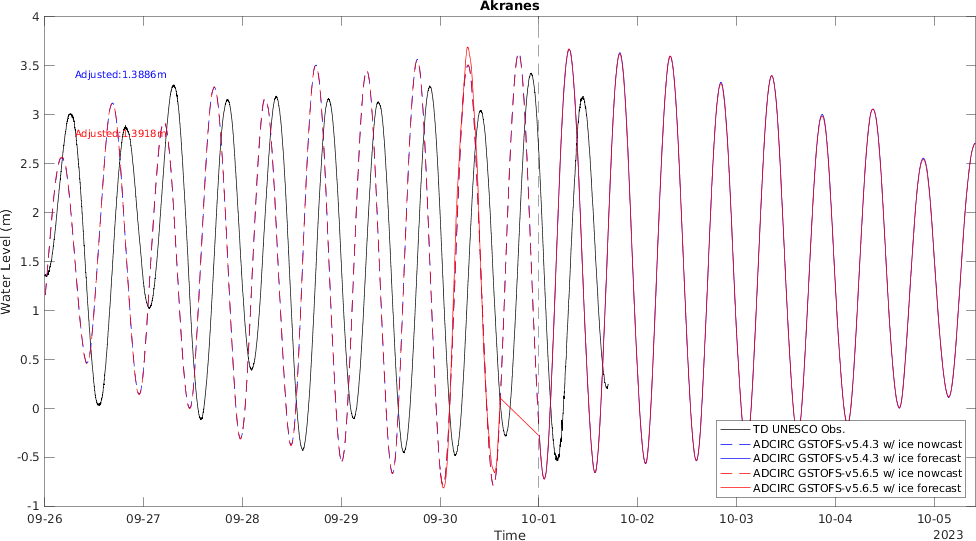 Akranes
4
3.5
3
2.5
2
1.5
1
0.5
0
-0.5
-1
Water Level (m)
Adjusted:1.3886m
Adjusted:1.3918m
TD UNESCO Obs.
ADCIRC GSTOFS-v5.4.3 w/ ice nowcast
ADCIRC GSTOFS-v5.4.3 w/ ice forecast
ADCIRC GSTOFS-v5.6.5 w/ ice nowcast
ADCIRC GSTOFS-v5.6.5 w/ ice forecast
09-26 09-27 09-28 09-29 09-30 10-01 10-02 10-03 10-04 10-05
Time
2023